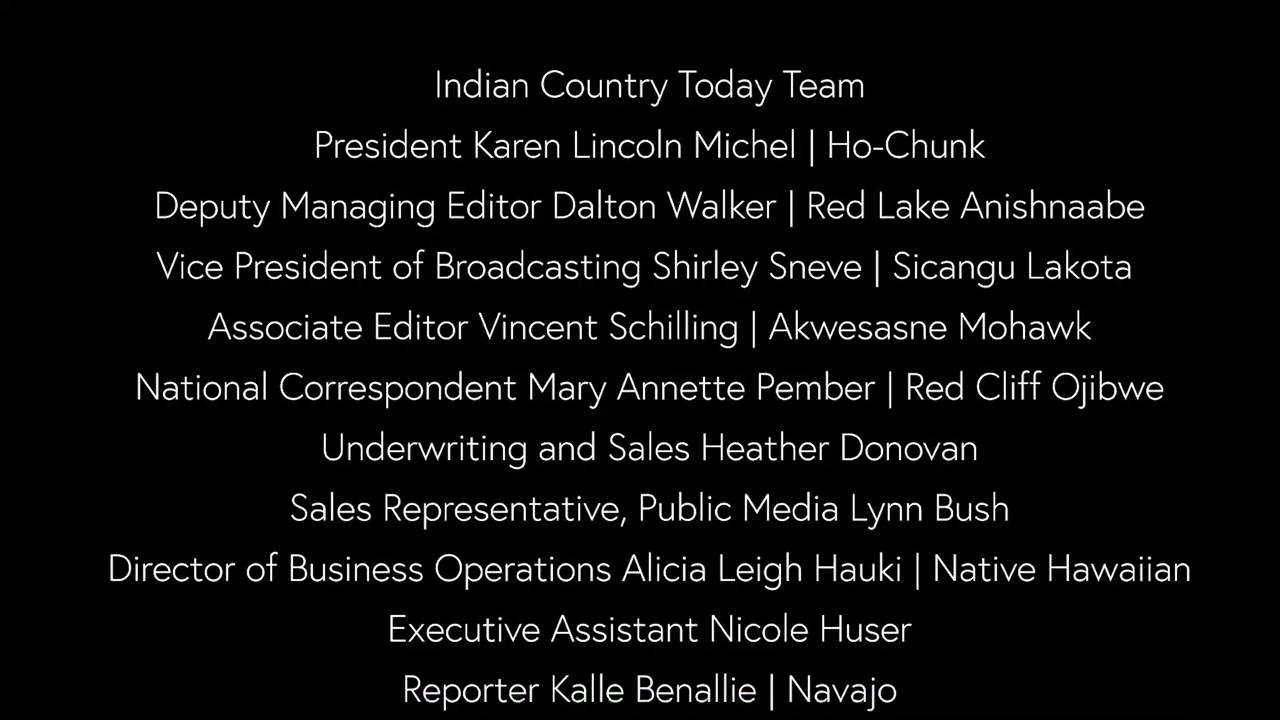 Indian Country Today Team
President Karen Lincoln Michel | Ho-Chunk
Deputy Managing Editor Dalton Walker | Red Lake Anishnaabe
Vice President of Broadcasting Shirley Sneve | Sicangu Lakota
Associate Editor Vincent Schilling | Akwesasne Mohawk
National Correspondent Mary Annette Pember | Red Cliff Ojibwe
Underwriting and Sales Heather Donovan
Sales Representative, Public Media Lynn Bush
Director of Business Operations Alicia Leigh Hauki | Native Hawaiian
Executive Assistant Nicole Huser
Reporter Kalle Benallie | Navajo